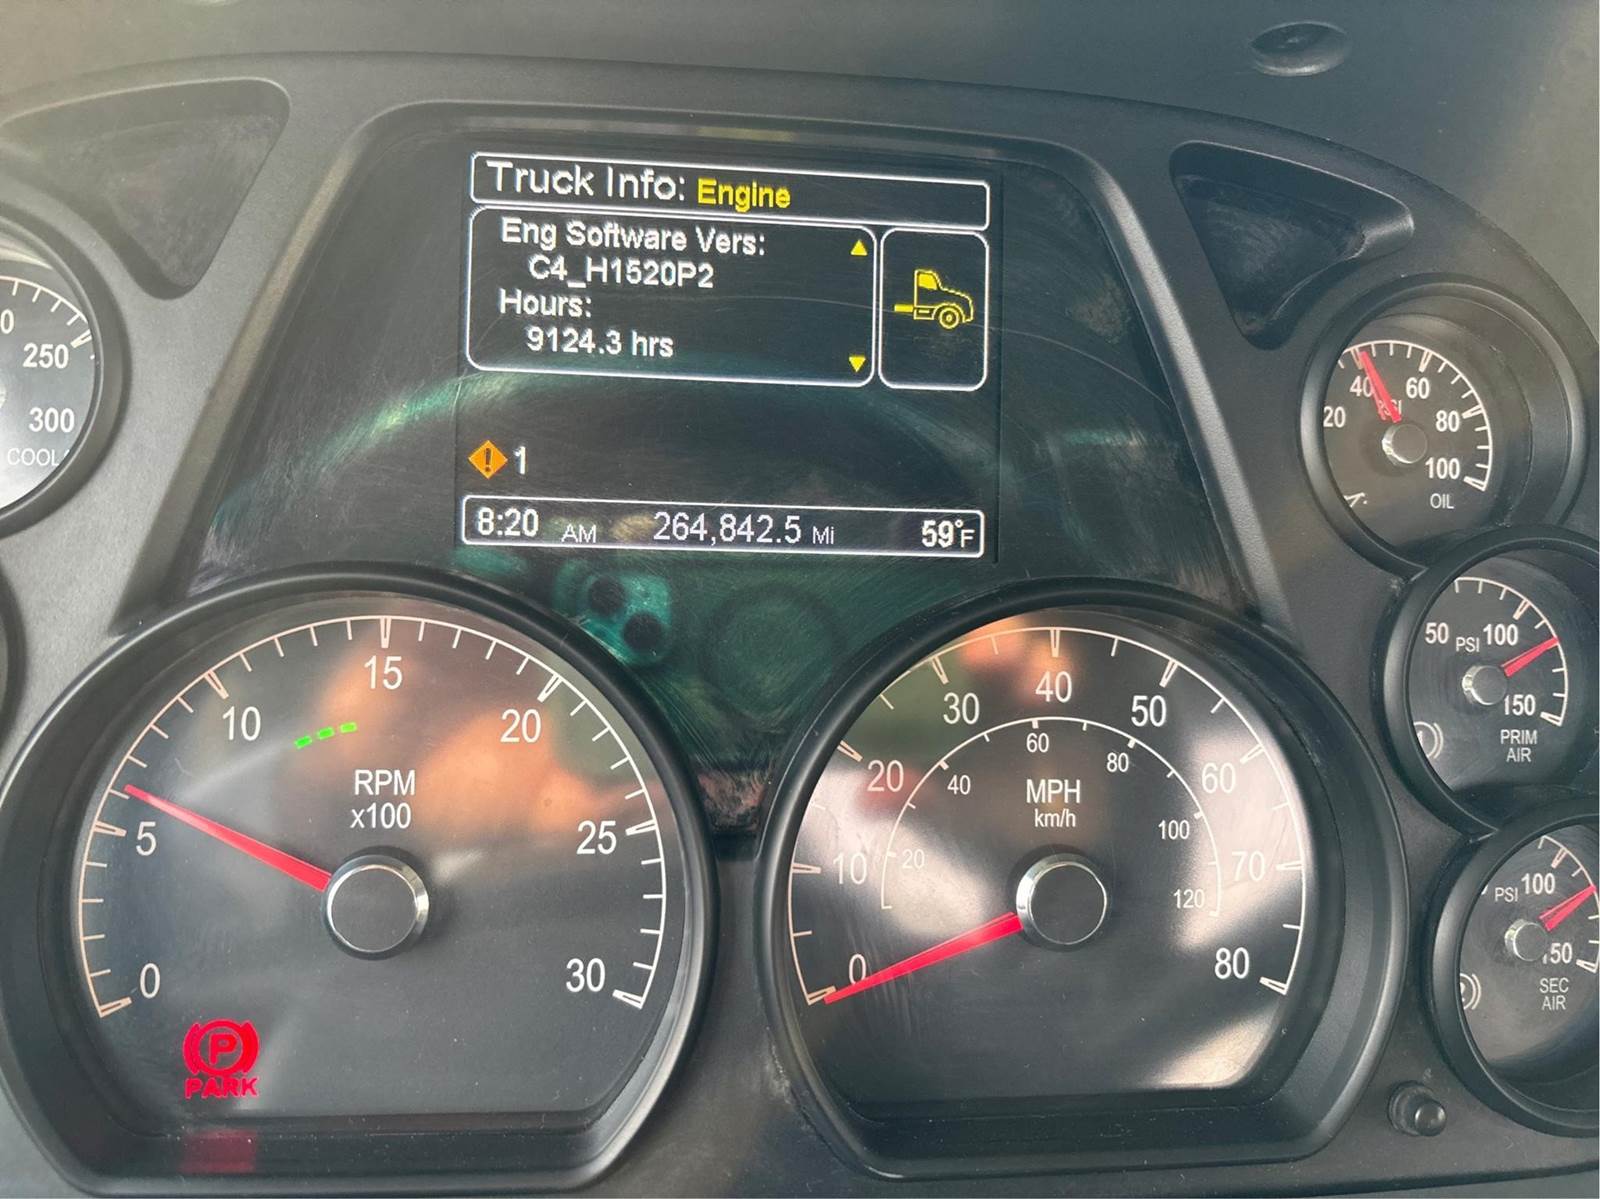 Truck Info: Engine
Eng Software Vers:
C4_H1520P2
Hours:
9124.3 hrs
! 1
8:20 AM 264,842.5 Mi 59°F
250
300
0
5
10
15
20
25
30
RPM
x100
P
PARK
0
10
20
30
40
50
60
70
80
MPH
km/h
20
40
60
80
100
120
20
40
60
80
100
OIL
50
PSI
100
150
PRIM
AIR
PSI
100
SEC
AIR